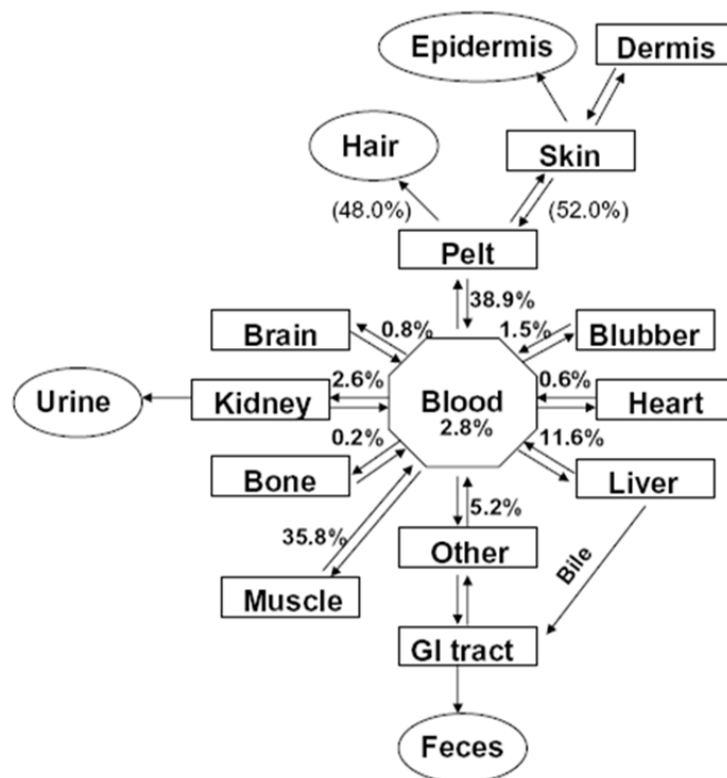 Epidermis
Dermis
Hair
Skin
(48.0%)
(52.0%)
Pelt
38.9%
Brain
0.8%
1.5%
Blubber
Urine
Kidney
2.6%
Blood
2.8%
0.6%
Heart
Bone
0.2%
11.6%
Liver
35.8%
5.2%
Muscle
Other
Bile
GI tract
Feces